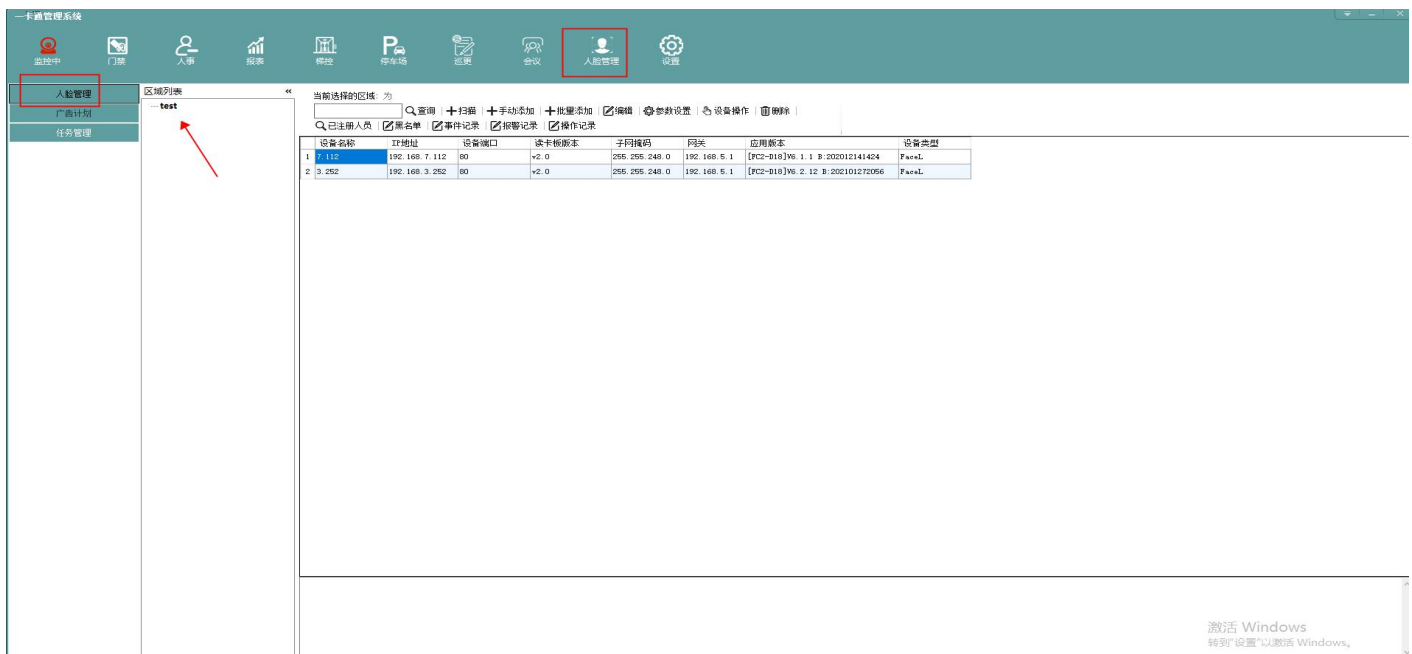 一卡通管理系统
监控中 门禁 人事 报表 梯控 停车场 巡更 会议 人脸管理 设置
人脸管理
广告计划
任务管理
区域列表 «
test
当前选择的区域: 为
查询 扫描 手动添加 批量添加 编辑 参数设置 设备操作 删除
已注册人员 黑名单 事件记录 报警记录 操作记录
设备名称 IP地址 设备端口 读卡板版本 子网掩码 网关 应用版本 设备类型
1 7.112 192.168.7.112 80 v2.0 255.255.248.0 192.168.5.1 [FC2-D18]V6.1.1 B:202012141424 FaceL
2 3.252 192.168.3.252 80 v2.0 255.255.248.0 192.168.5.1 [FC2-D18]V6.2.12 B:202101272056 FaceL
激活 Windows
转到"设置"以激活 Windows。